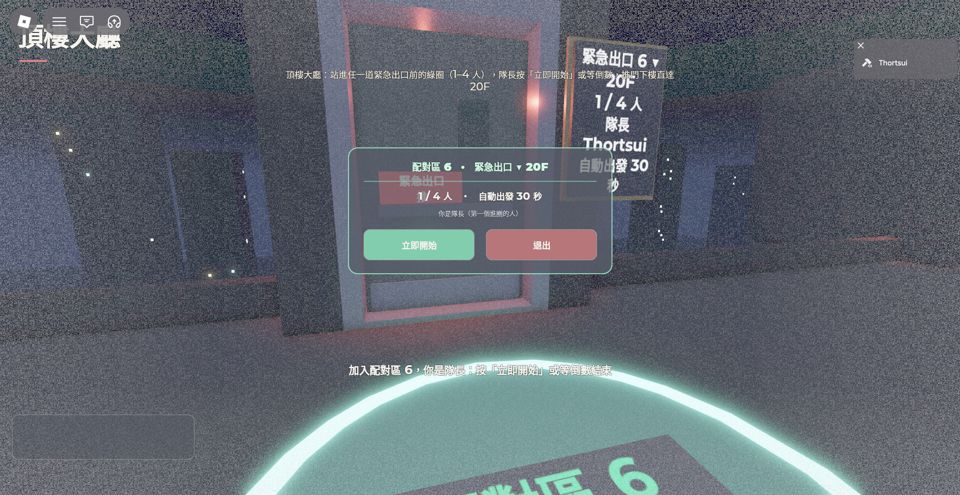 頂樓大廳
頂樓大廳：站進任一道緊急出口前的綠圈（1–4 人），隊長按「立即開始」或等倒數，推門下樓直達
20F
Thortsui
緊急出口 6 ▼
20F
1 / 4 人
隊長
Thortsui
自動出發 30
秒
配對區 6 • 緊急出口 ▼ 20F
緊急出口
1 / 4 人 • 自動出發 30 秒
你是隊長（第一個進圈的人）
立即開始
退出
加入配對區 6，你是隊長：按「立即開始」或等倒數結束
配對區 6